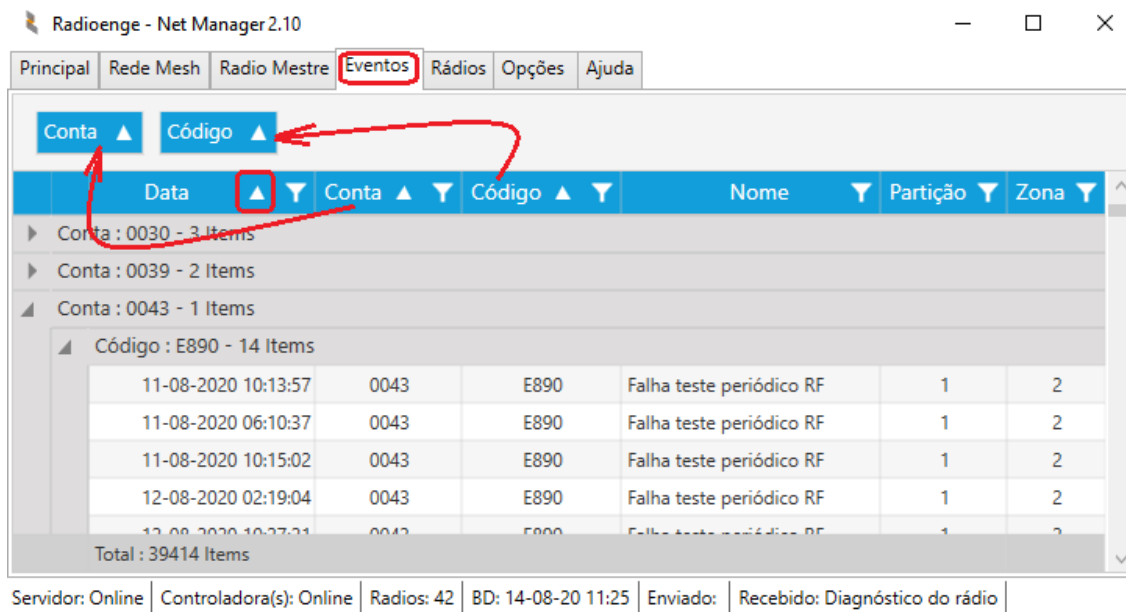 Radioenge - Net Manager 2.10
Principal Rede Mesh Radio Mestre Eventos Rádios Opções Ajuda
Conta Código
Data Conta Código Nome Partição Zona
Conta : 0030 - 3 Items
Conta : 0039 - 2 Items
Conta : 0043 - 1 Items
Código : E890 - 14 Items
11-08-2020 10:13:57 0043 E890 Falha teste periódico RF 1 2
11-08-2020 06:10:37 0043 E890 Falha teste periódico RF 1 2
11-08-2020 10:15:02 0043 E890 Falha teste periódico RF 1 2
12-08-2020 02:19:04 0043 E890 Falha teste periódico RF 1 2
Total : 39414 Items
Servidor: Online Controladora(s): Online Radios: 42 BD: 14-08-20 11:25 Enviado: Recebido: Diagnóstico do rádio